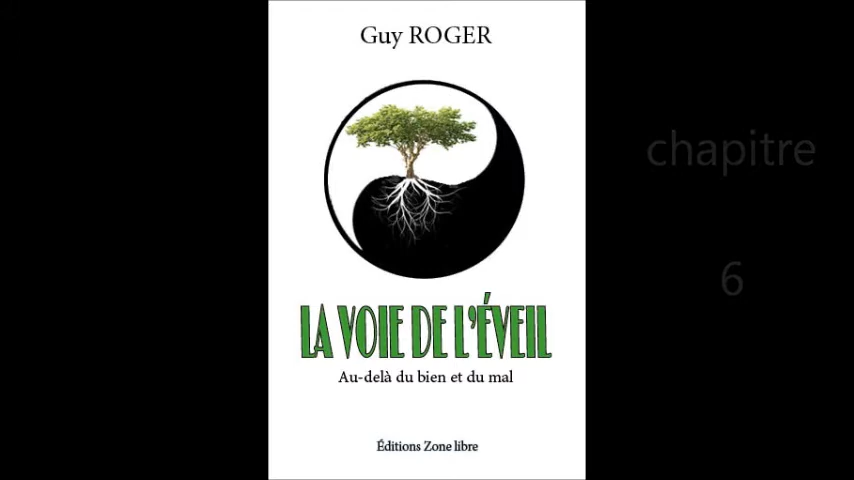 Guy ROGER
chapitre
6
LA VOIE DE L'ÉVEIL
Au-delà du bien et du mal
Éditions Zone libre